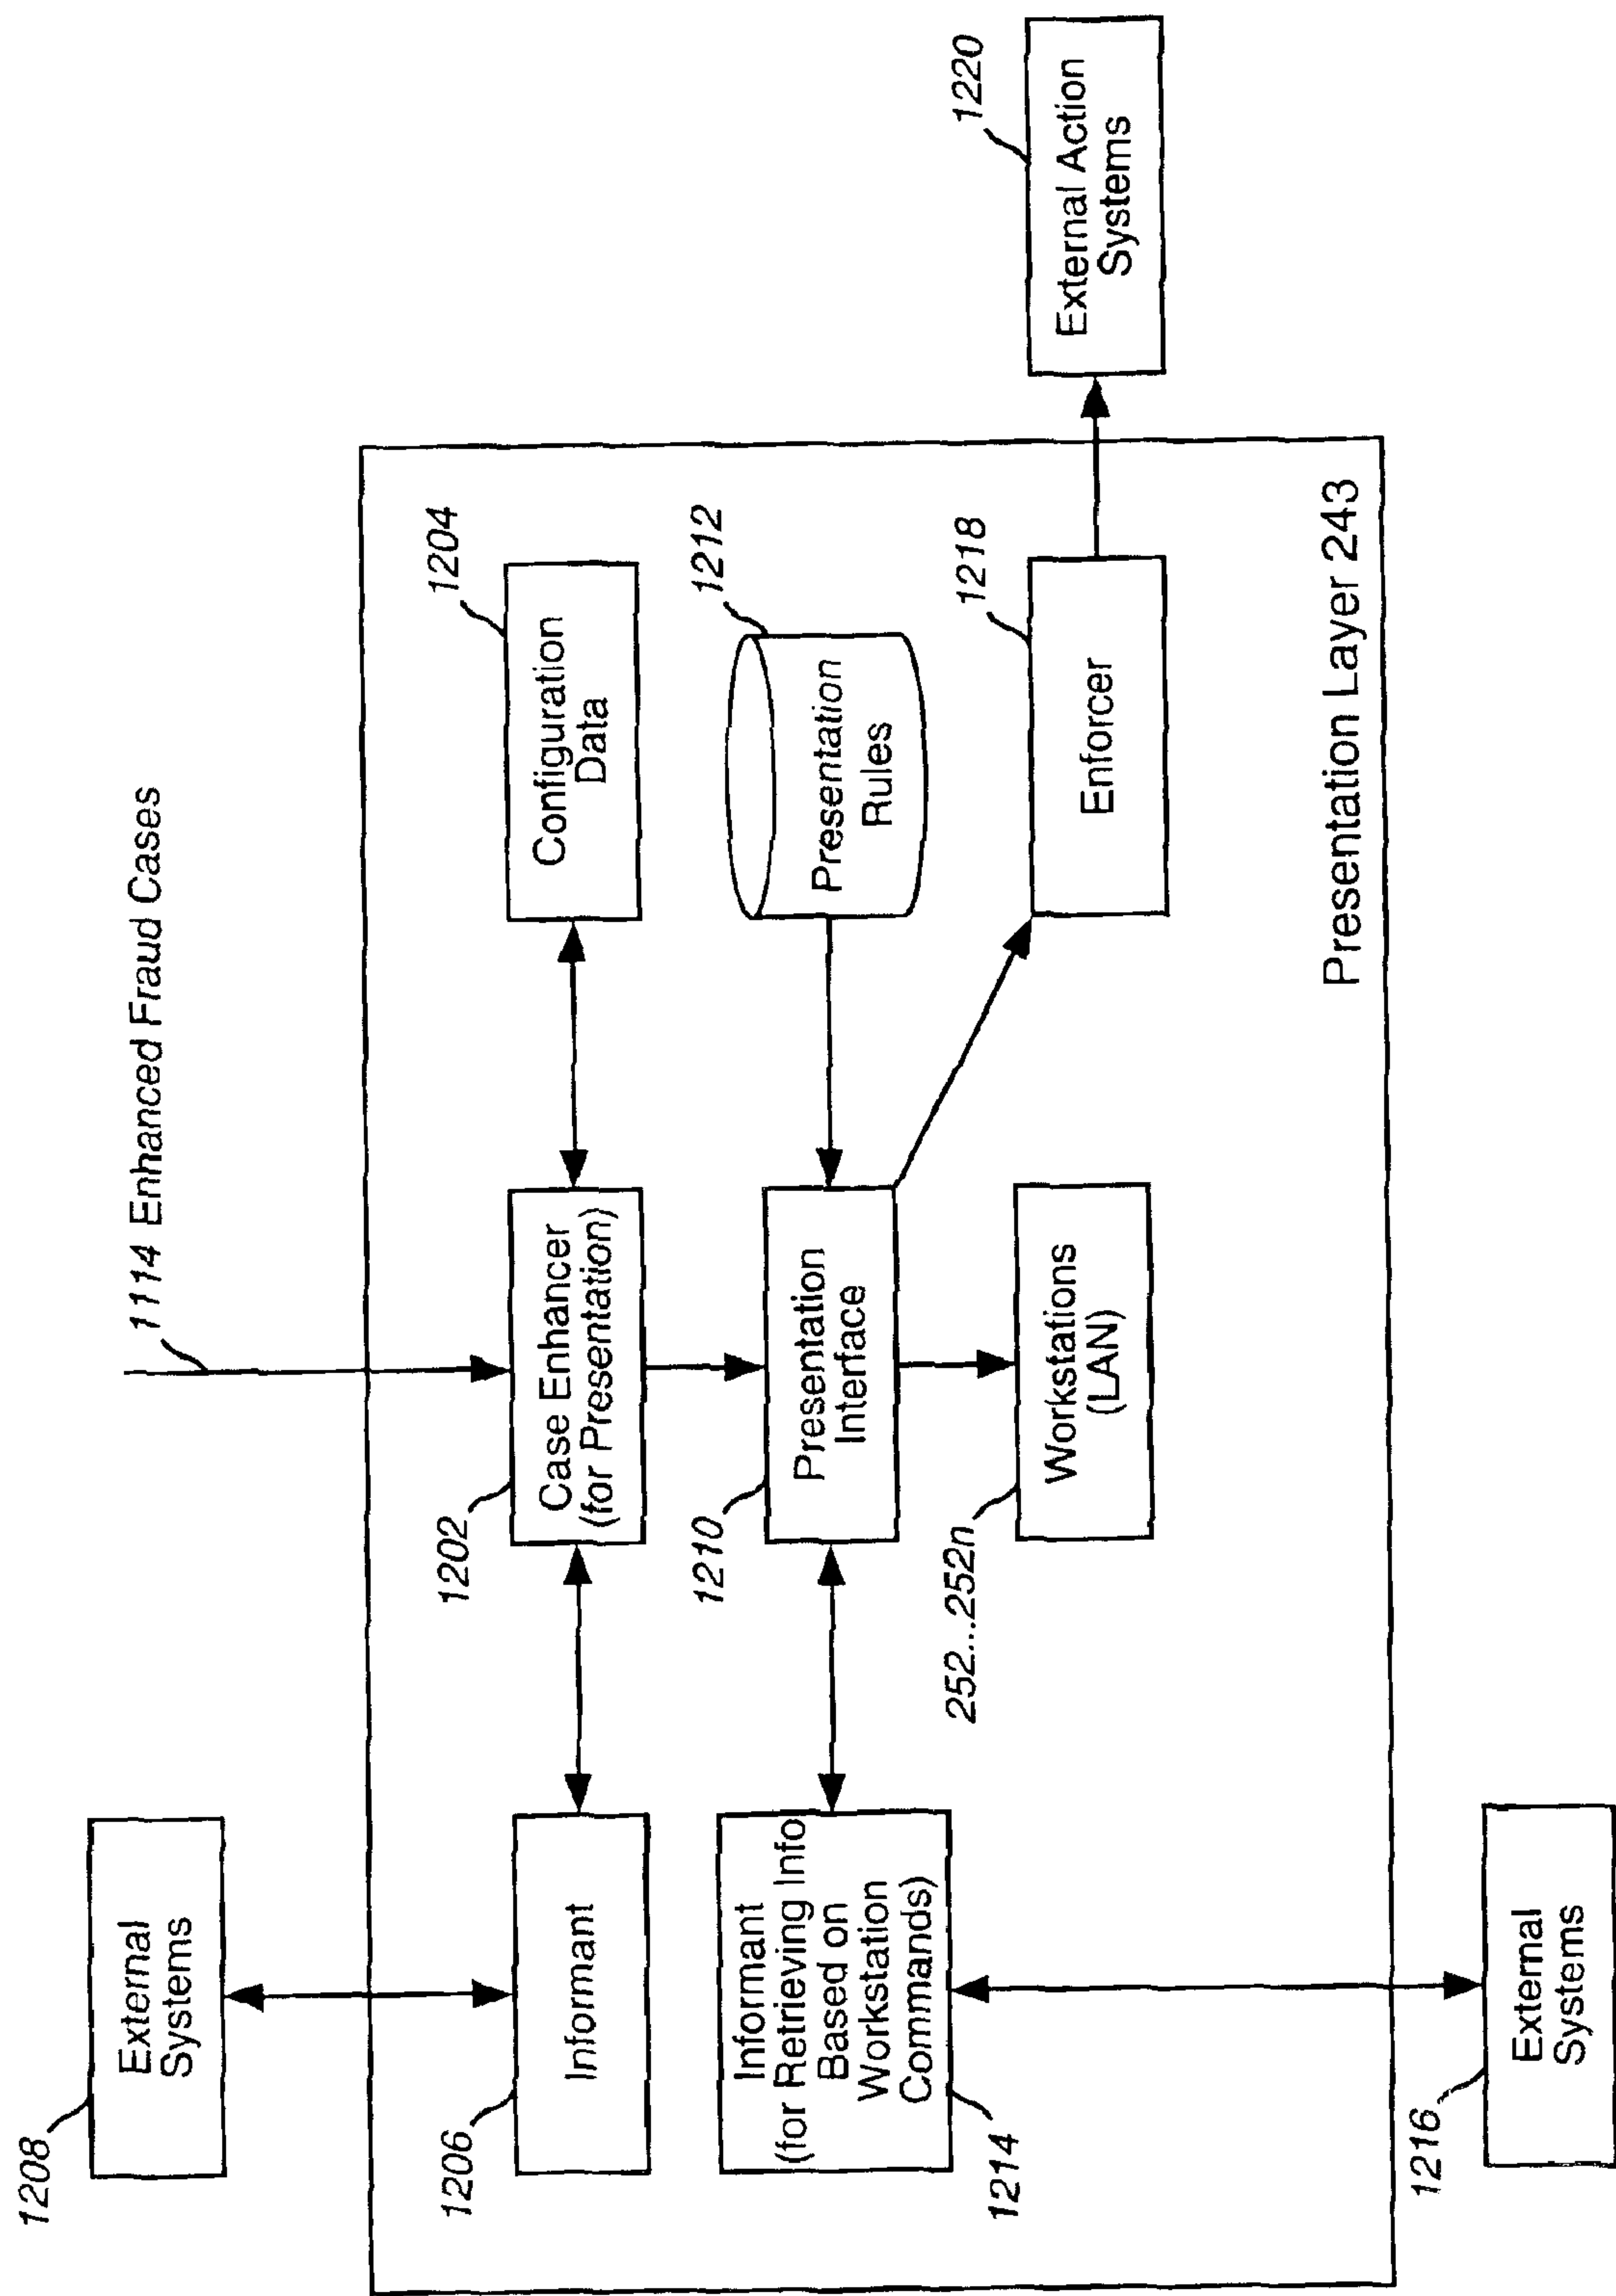 1114 Enhanced Fraud Cases
1208
External
Systems
1206
Informant
1202
Case Enhancer
(for Presentation)
1204
Configuration
Data
1214
Informant
(for Retrieving Info
Based on
Workstation
Commands)
1210
Presentation
Interface
1212
Presentation
Rules
252...252n
Workstations
(LAN)
1218
Enforcer
1220
External Action
Systems
Presentation Layer 243
1216
External
Systems